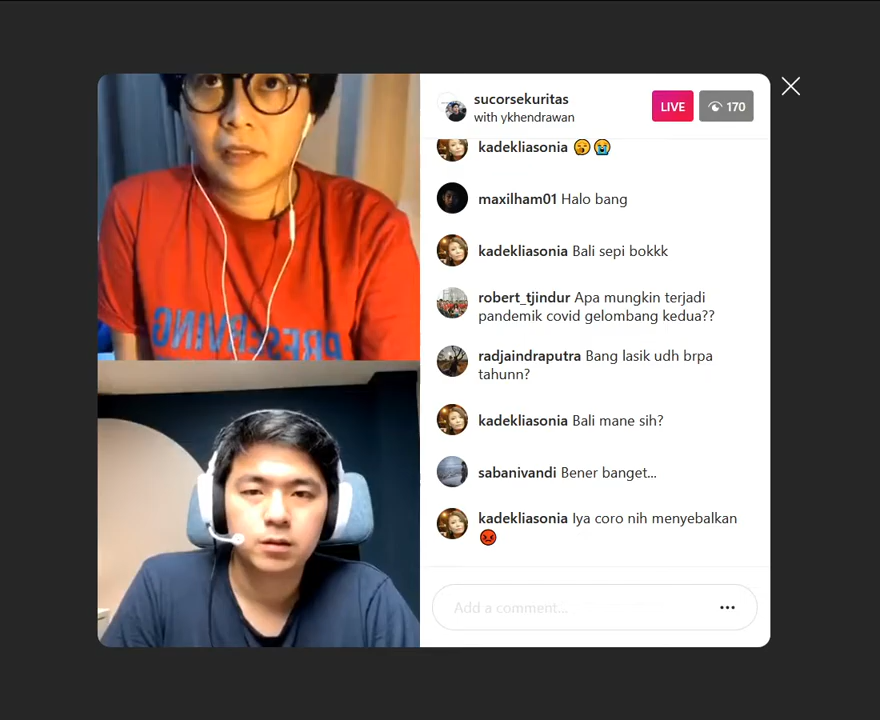 sucorsekuritas
with ykhendrawan
LIVE
170
kadekliasonia 🥱😭
maxilham01 Halo bang
kadekliasonia Bali sepi bokkk
robert_tjindur Apa mungkin terjadi
pandemik covid gelombang kedua??
radjaindraputra Bang lasik udh brpa
tahunn?
kadekliasonia Bali mane sih?
sabanivandi Bener banget...
kadekliasonia Iya coro nih menyebalkan
😡
Add a comment...
PRESERVING